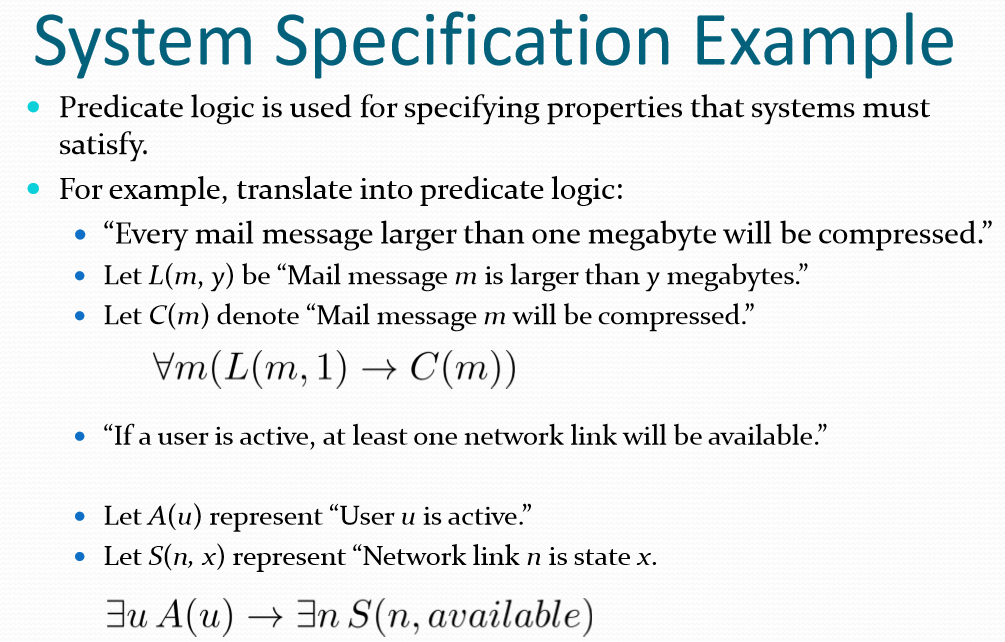 System Specification Example
Predicate logic is used for specifying properties that systems must
satisfy.
For example, translate into predicate logic:
“Every mail message larger than one megabyte will be compressed.”
Let L(m, y) be “Mail message m is larger than y megabytes.”
Let C(m) denote “Mail message m will be compressed.”
∀m(L(m, 1) → C(m))
“If a user is active, at least one network link will be available.”
Let A(u) represent “User u is active.”
Let S(n, x) represent “Network link n is state x.
∃u A(u) → ∃n S(n, available)